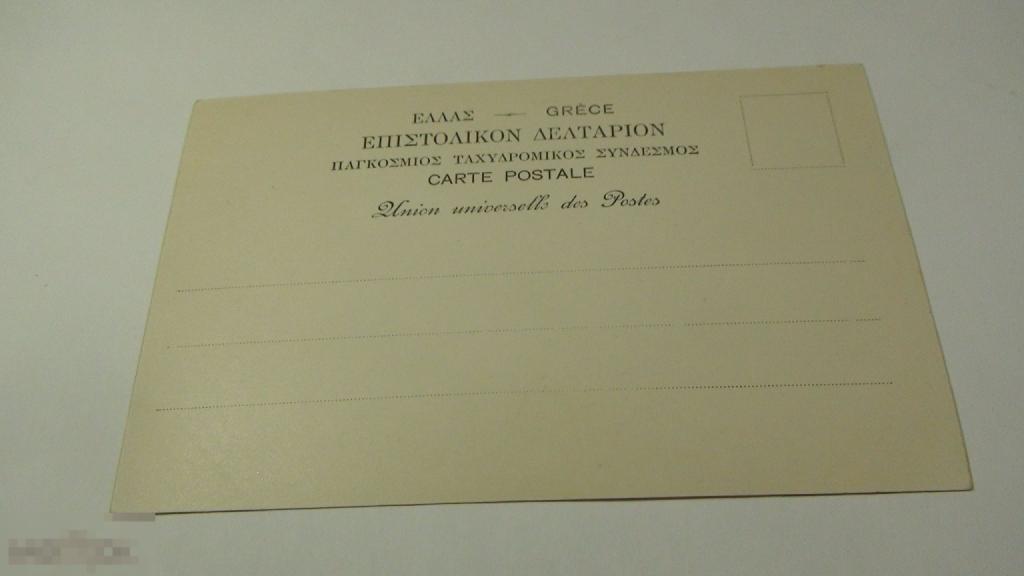 ΕΛΛΑΣ — GRÈCE
ΕΠΙΣΤΟΛΙΚΟΝ ΔΕΛΤΑΡΙΟΝ
ΠΑΓΚΟΣΜΙΟΣ ΤΑΧΥΔΡΟΜΙΚΟΣ ΣΥΝΔΕΣΜΟΣ
CARTE POSTALE
Union universelle des Postes